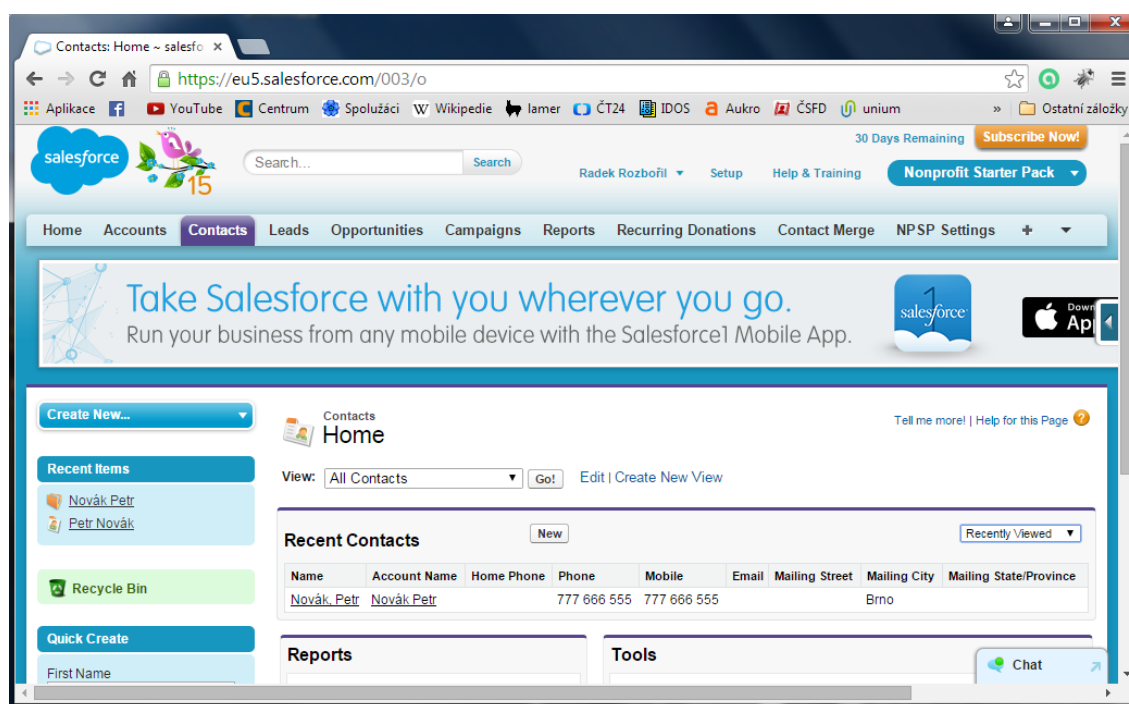 Contacts: Home ~ salesfo
https://eu5.salesforce.com/003/o
Aplikace YouTube Centrum Spolužáci Wikipedie lamer ČT24 IDOS Aukro ČSFD unium » Ostatní záložky
salesforce 15 Search... Search 30 Days Remaining Subscribe Now!
Radek Rozbořil Setup Help & Training Nonprofit Starter Pack
Home Accounts Contacts Leads Opportunities Campaigns Reports Recurring Donations Contact Merge NPSP Settings +
Take Salesforce with you wherever you go.
Run your business from any mobile device with the Salesforce1 Mobile App.
1 salesforce
Down
Ap
Create New...
Recent Items
Novák Petr
Petr Novák
Recycle Bin
Quick Create
First Name
Contacts
Home
Tell me more! | Help for this Page ?
View: All Contacts Go! Edit | Create New View
Recent Contacts New Recently Viewed
Name Account Name Home Phone Phone Mobile Email Mailing Street Mailing City Mailing State/Province
Novák, Petr Novák Petr 777 666 555 777 666 555 Brno
Reports Tools
Chat